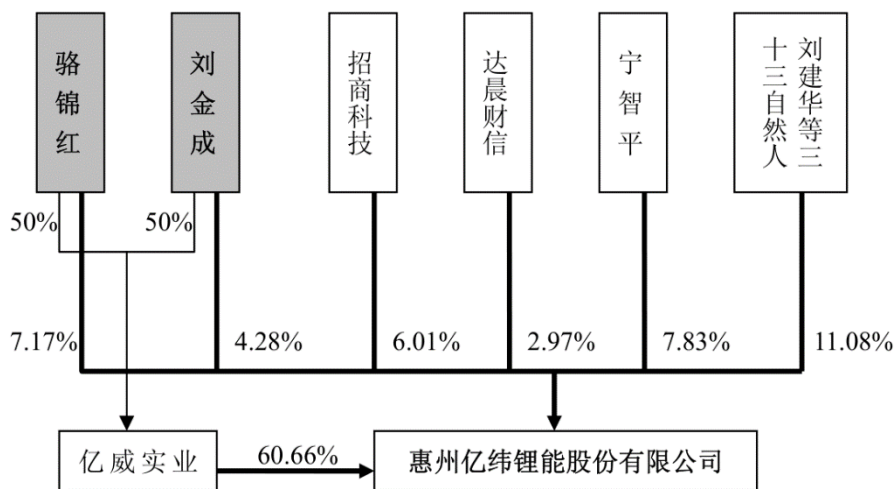 骆锦红
刘金成
招商科技
达晨财信
宁智平
刘建华等三
十三自然人
50%
50%
7.17%
4.28%
6.01%
2.97%
7.83%
11.08%
亿威实业
60.66%
惠州亿纬锂能股份有限公司